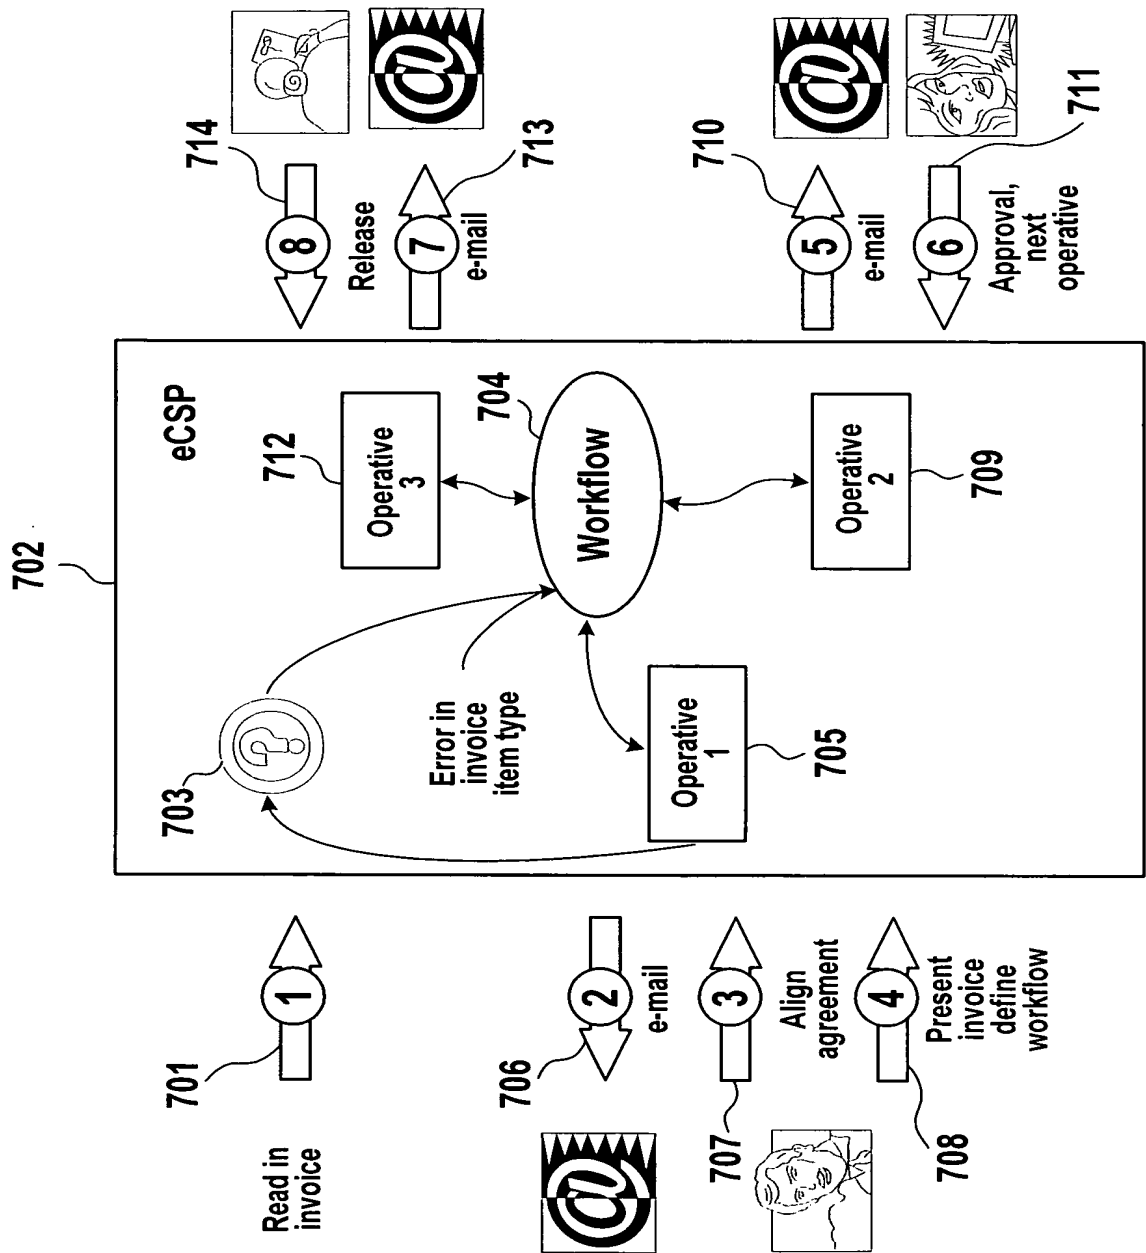 702
eCSP
701
1
Read in
invoice
703
?
Error in
invoice
item type
712
Operative
3
704
Workflow
Operative
1
705
Operative
2
709
706
2
e-mail
@
707
3
Align
agreement
708
4
Present
invoice
define
workflow
714
8
Release
7
e-mail
713
@
710
5
e-mail
@
6
Approval,
next
operative
711